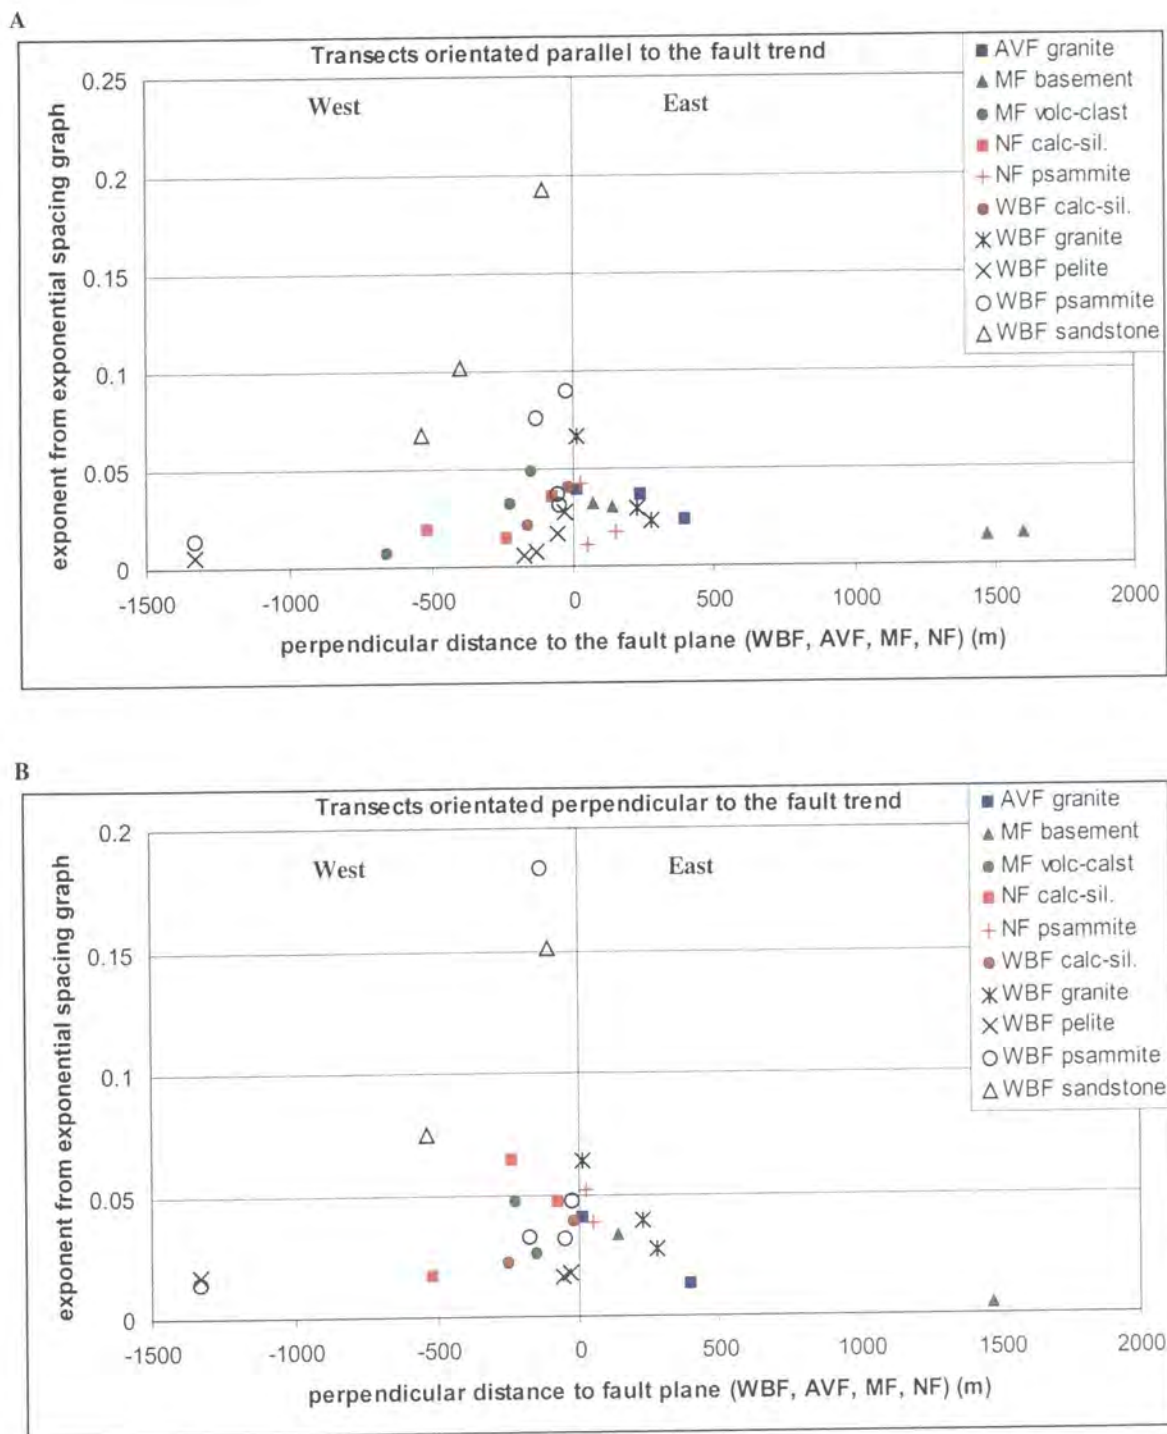 A
Transects orientated parallel to the fault trend
West
East
0.25
0.2
0.15
0.1
0.05
0
exponent from exponential spacing graph
-1500 -1000 -500 0 500 1000 1500 2000
perpendicular distance to the fault plane (WBF, AVF, MF, NF) (m)
AVF granite
MF basement
MF volc-clast
NF calc-sil.
NF psammite
WBF calc-sil.
WBF granite
WBF pelite
WBF psammite
WBF sandstone
B
Transects orientated perpendicular to the fault trend
West
East
0.2
0.15
0.1
0.05
0
exponent from exponential spacing graph
-1500 -1000 -500 0 500 1000 1500 2000
perpendicular distance to fault plane (WBF, AVF, MF, NF) (m)
AVF granite
MF basement
MF volc-calst
NF calc-sil.
NF psammite
WBF calc-sil.
WBF granite
WBF pelite
WBF psammite
WBF sandstone